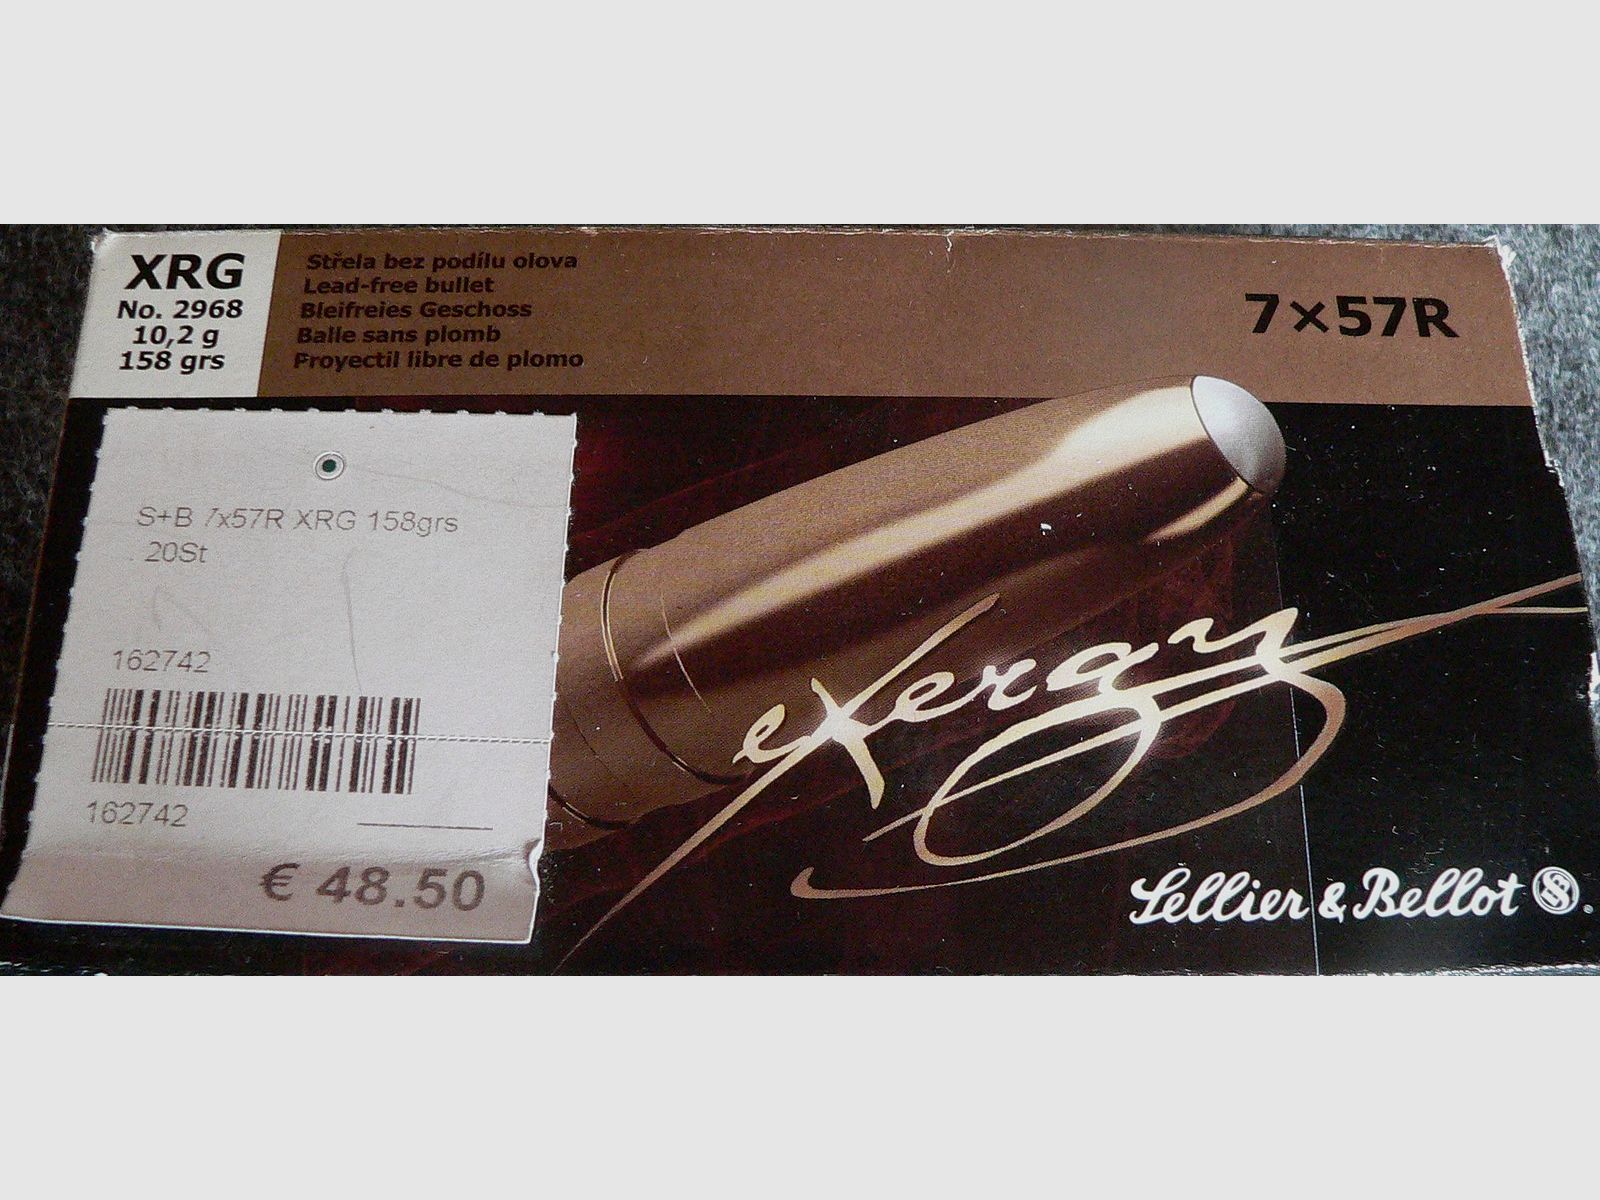 XRG
No. 2968
10,2 g
158 grs
Střela bez podílu olova
Lead-free bullet
Bleifreies Geschoss
Balle sans plomb
Proyectil libre de plomo
7×57R
S+B 7x57R XRG 158grs
20St
162742
162742
€ 48.50
eXergy
Sellier & Bellot